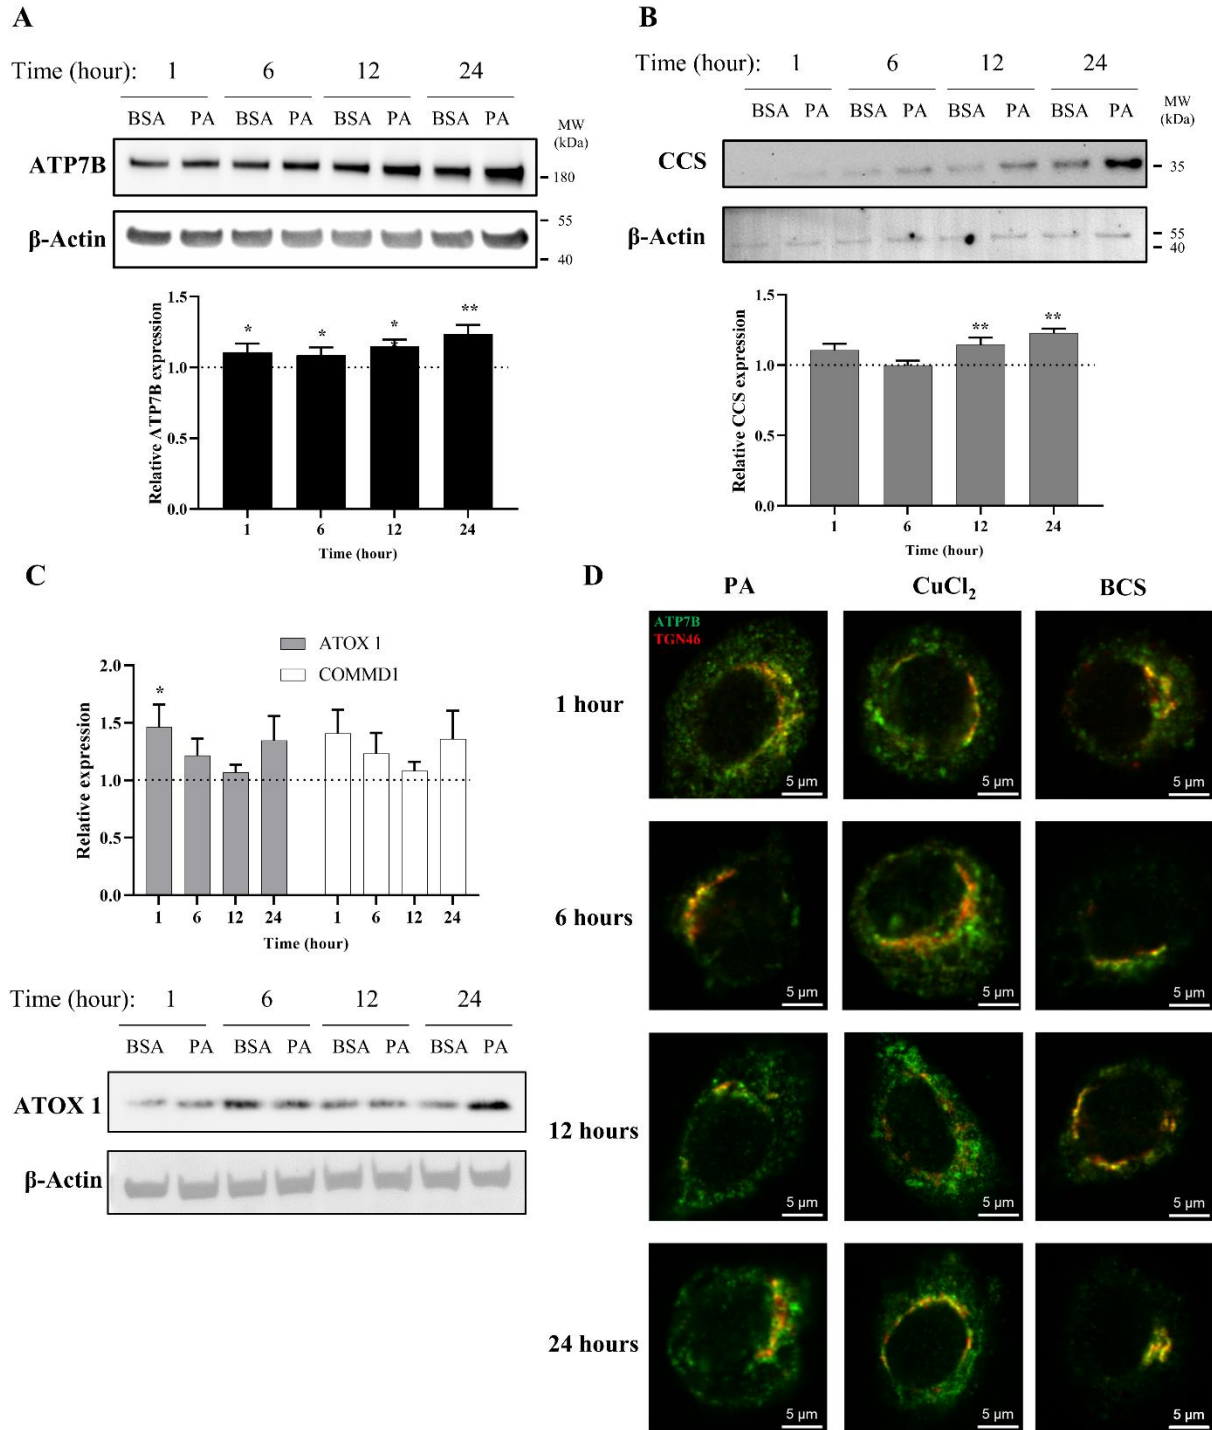 A
Time (hour): 1 6 12 24
BSA PA BSA PA BSA PA BSA PA
MW
(kDa)
ATP7B
180
β-Actin
55
40
Relative ATP7B expression
1.5
1.0
0.5
0.0
* * * **
*
1 6 12 24
Time (hour)
B
Time (hour): 1 6 12 24
BSA PA BSA PA BSA PA BSA PA
MW
(kDa)
CCS
35
β-Actin
55
40
Relative CCS expression
1.5
1.0
0.5
0.0
** **
1 6 12 24
Time (hour)
C
ATOX 1
COMMD1
Relative expression
2.0
1.5
1.0
0.5
0.0
*
1 6 12 24 1 6 12 24
Time (hour)
Time (hour): 1 6 12 24
BSA PA BSA PA BSA PA BSA PA
ATOX 1
β-Actin
D
PA CuCl₂ BCS
ATP7B
TGN46
1 hour
5 µm 5 µm 5 µm
6 hours
5 µm 5 µm 5 µm
12 hours
5 µm 5 µm 5 µm
24 hours
5 µm 5 µm 5 µm